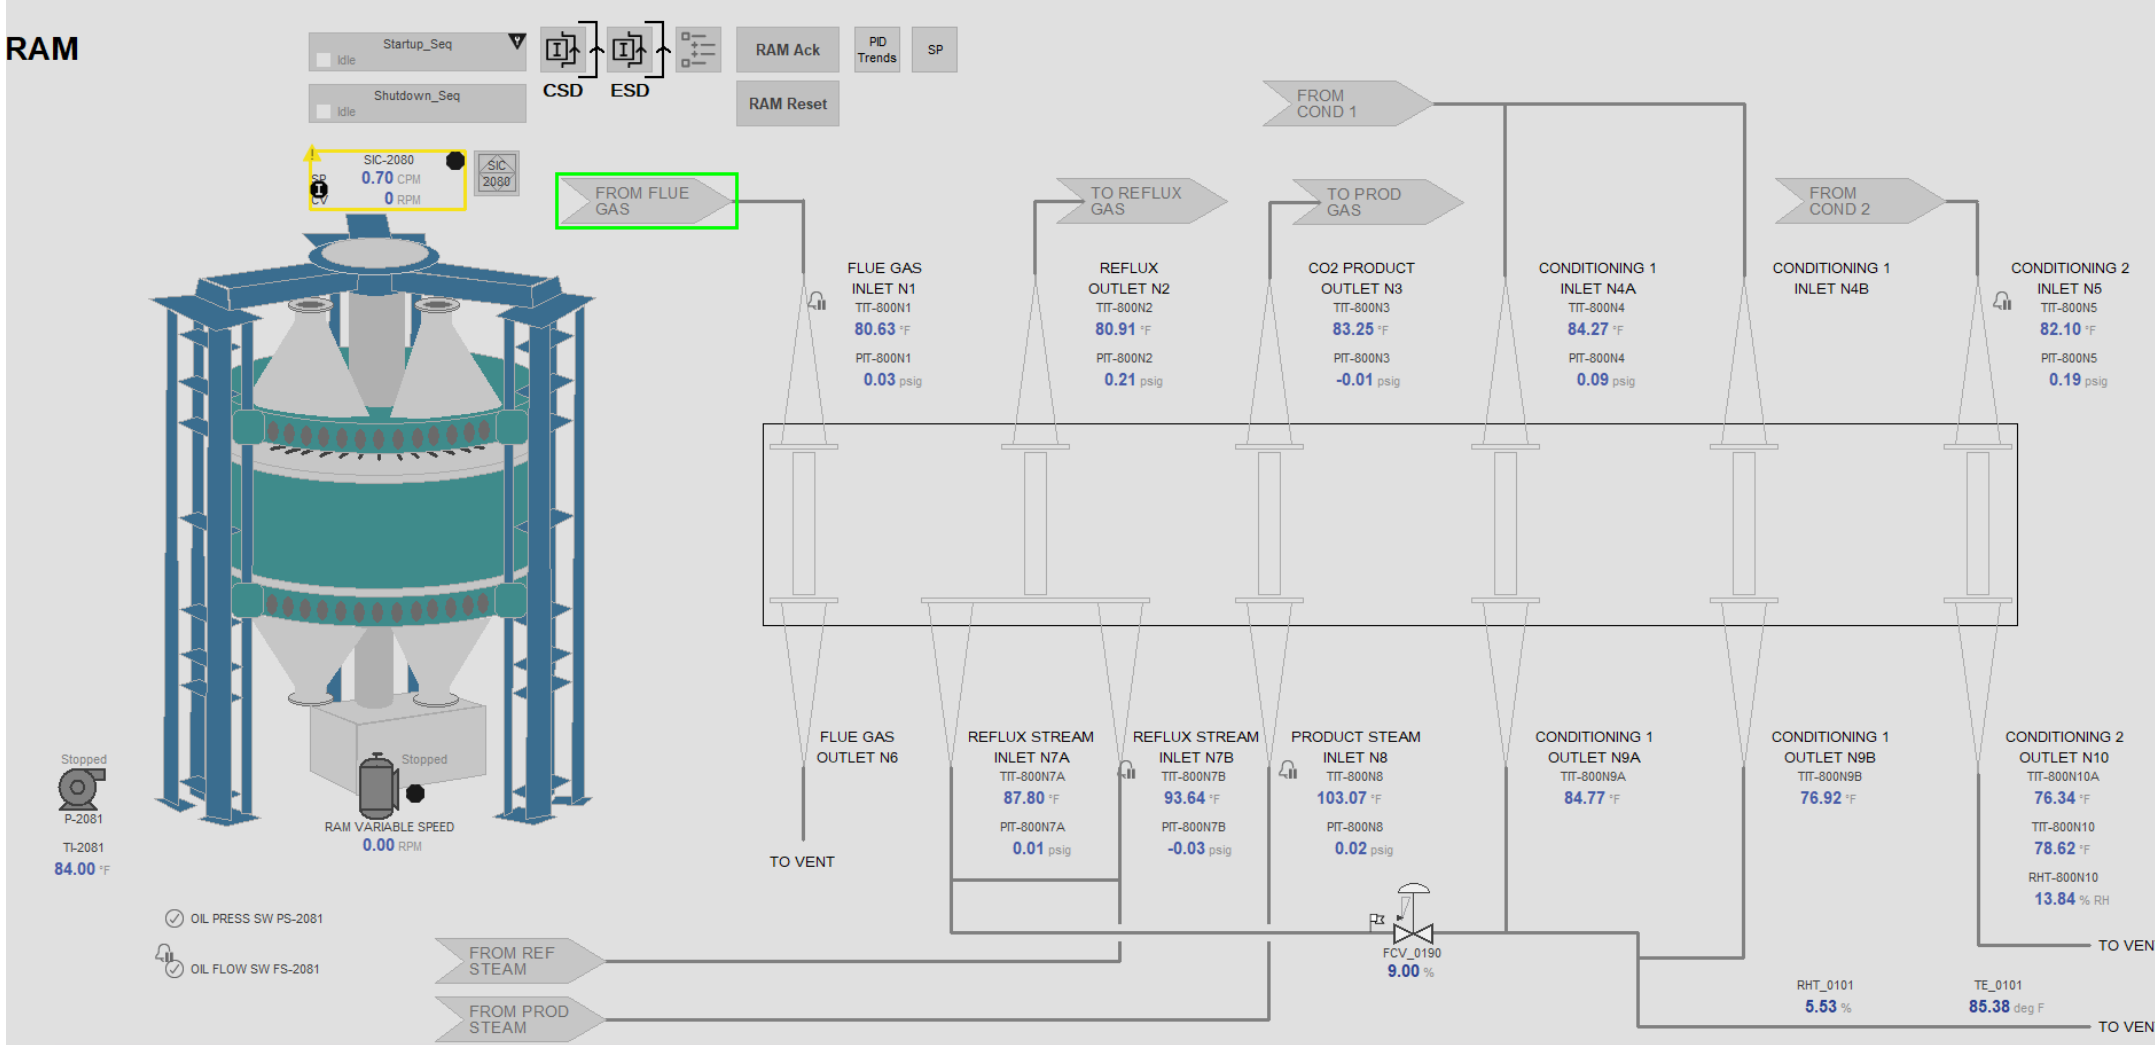 RAM
Startup_Seq
Idle
Shutdown_Seq
Idle
CSD
ESD
RAM Ack
RAM Reset
PID
Trends
SP
SIC-2080
SP 0.70 CPM
CV 0 RPM
SIC
2080
FROM FLUE
GAS
TO REFLUX
GAS
TO PROD
GAS
FROM
COND 1
FROM
COND 2
FLUE GAS
INLET N1
TIT-800N1
80.63 °F
PIT-800N1
0.03 psig
REFLUX
OUTLET N2
TIT-800N2
80.91 °F
PIT-800N2
0.21 psig
CO2 PRODUCT
OUTLET N3
TIT-800N3
83.25 °F
PIT-800N3
-0.01 psig
CONDITIONING 1
INLET N4A
TIT-800N4
84.27 °F
PIT-800N4
0.09 psig
CONDITIONING 1
INLET N4B
CONDITIONING 2
INLET N5
TIT-800N5
82.10 °F
PIT-800N5
0.19 psig
FLUE GAS
OUTLET N6
TO VENT
REFLUX STREAM
INLET N7A
TIT-800N7A
87.80 °F
PIT-800N7A
0.01 psig
REFLUX STREAM
INLET N7B
TIT-800N7B
93.64 °F
PIT-800N7B
-0.03 psig
PRODUCT STEAM
INLET N8
TIT-800N8
103.07 °F
PIT-800N8
0.02 psig
CONDITIONING 1
OUTLET N9A
TIT-800N9A
84.77 °F
CONDITIONING 1
OUTLET N9B
TIT-800N9B
76.92 °F
CONDITIONING 2
OUTLET N10
TIT-800N10A
76.34 °F
TIT-800N10
78.62 °F
RHT-800N10
13.84 % RH
TO VEN
Stopped
P-2081
TI-2081
84.00 °F
Stopped
RAM VARIABLE SPEED
0.00 RPM
OIL PRESS SW PS-2081
OIL FLOW SW FS-2081
FROM REF
STEAM
FROM PROD
STEAM
FCV_0190
9.00 %
RHT_0101
5.53 %
TE_0101
85.38 deg F
TO VEN